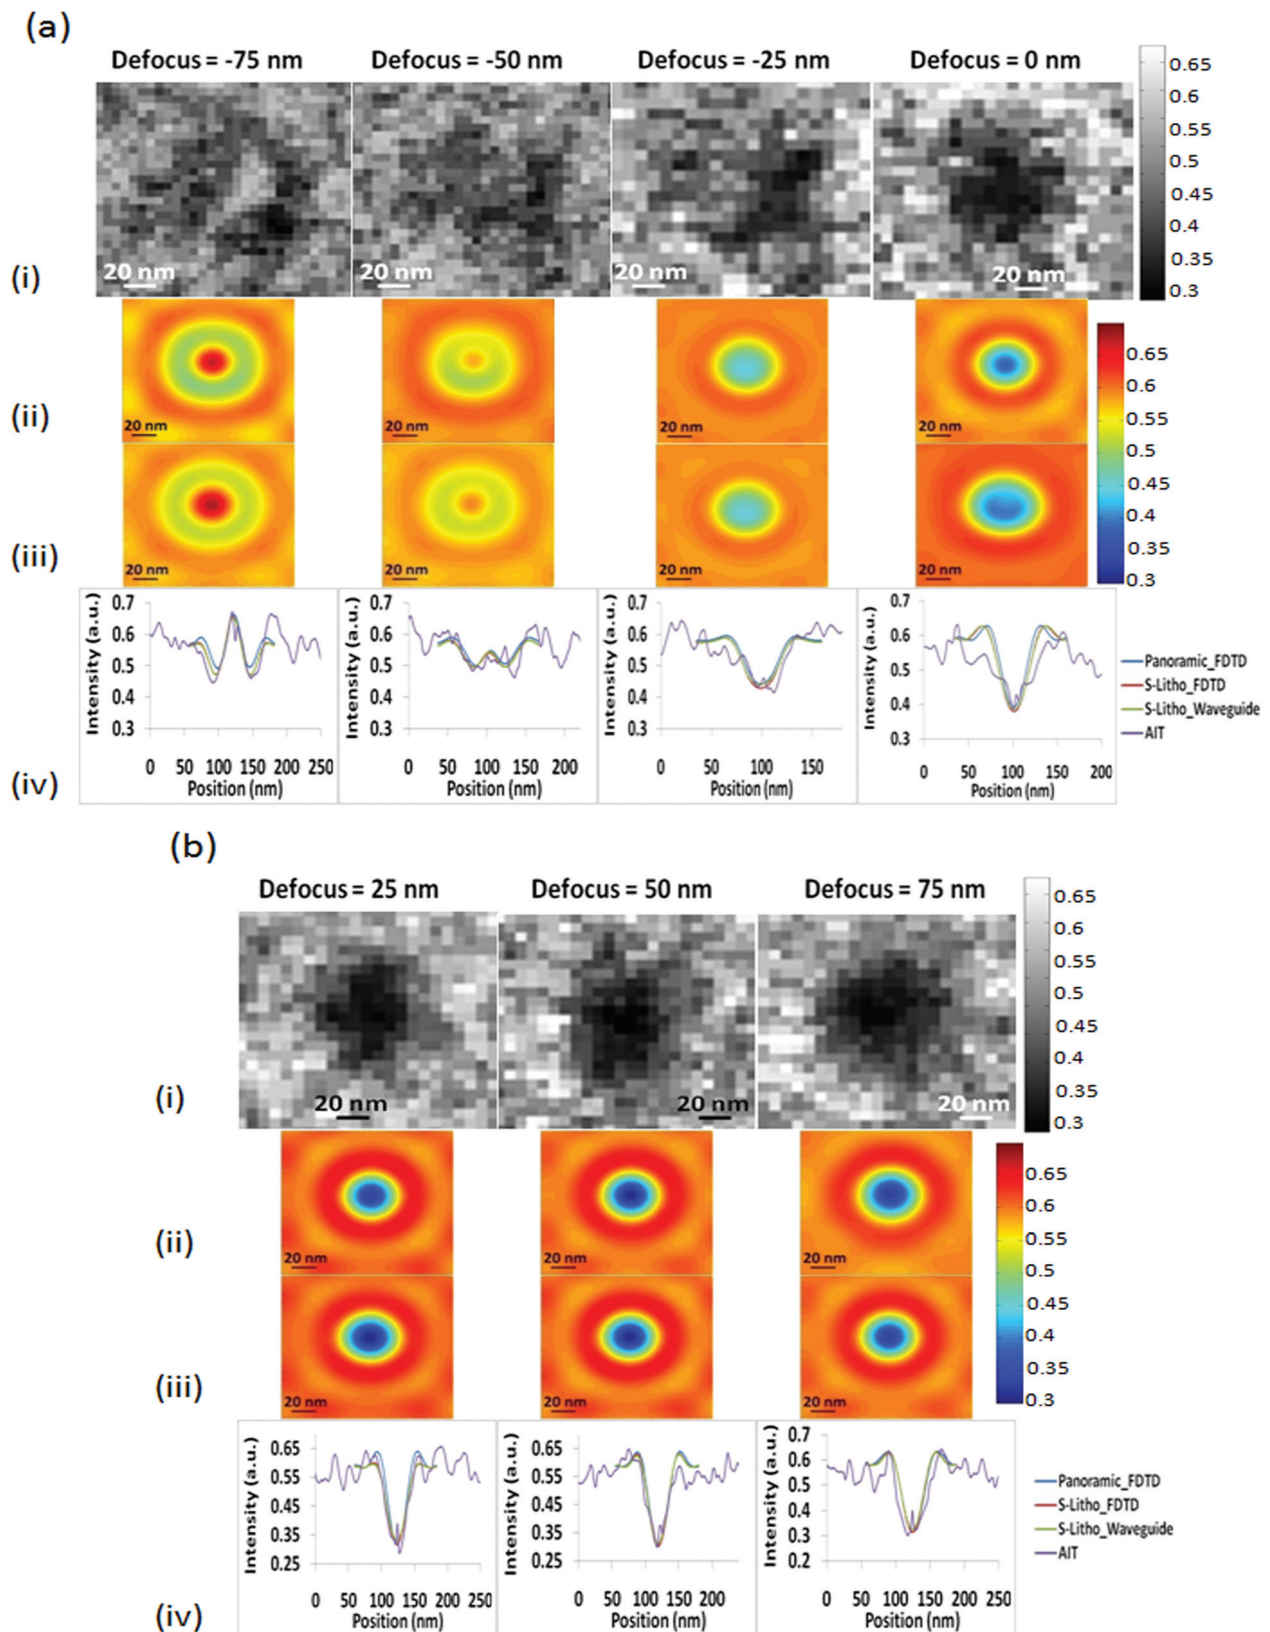 (a)
Defocus = -75 nm Defocus = -50 nm Defocus = -25 nm Defocus = 0 nm
0.65
0.6
0.55
0.5
0.45
0.4
0.35
0.3
20 nm 20 nm 20 nm 20 nm
(i)
(ii)
20 nm 20 nm 20 nm 20 nm
0.65
0.6
0.55
0.5
0.45
0.4
0.35
0.3
(iii)
20 nm 20 nm 20 nm 20 nm
Intensity (a.u.)
0.7
0.6
0.5
0.4
0.3
0 50 100 150 200 250
Position (nm)
Intensity (a.u.)
0.7
0.6
0.5
0.4
0.3
0 50 100 150 200
Position (nm)
Intensity (a.u.)
0.7
0.6
0.5
0.4
0.3
0 50 100 150
Position (nm)
Intensity (a.u.)
0.7
0.6
0.5
0.4
0.3
0 50 100 150 200
Position (nm)
Panoramic_FDTD
S-Litho_FDTD
S-Litho_Waveguide
AIT
(iv)
(b)
Defocus = 25 nm Defocus = 50 nm Defocus = 75 nm
0.65
0.6
0.55
0.5
0.45
0.4
0.35
0.3
20 nm 20 nm 20 nm
(i)
(ii)
20 nm 20 nm 20 nm
0.65
0.6
0.55
0.5
0.45
0.4
0.35
0.3
(iii)
20 nm 20 nm 20 nm
Intensity (a.u.)
0.65
0.55
0.45
0.35
0.25
0 50 100 150 200 250
Position (nm)
Intensity (a.u.)
0.65
0.55
0.45
0.35
0.25
0 50 100 150 200
Position (nm)
Intensity (a.u.)
0.7
0.6
0.5
0.4
0.3
0.2
0 50 100 150 200 250
Position (nm)
Panoramic_FDTD
S-Litho_FDTD
S-Litho_Waveguide
AIT
(iv)